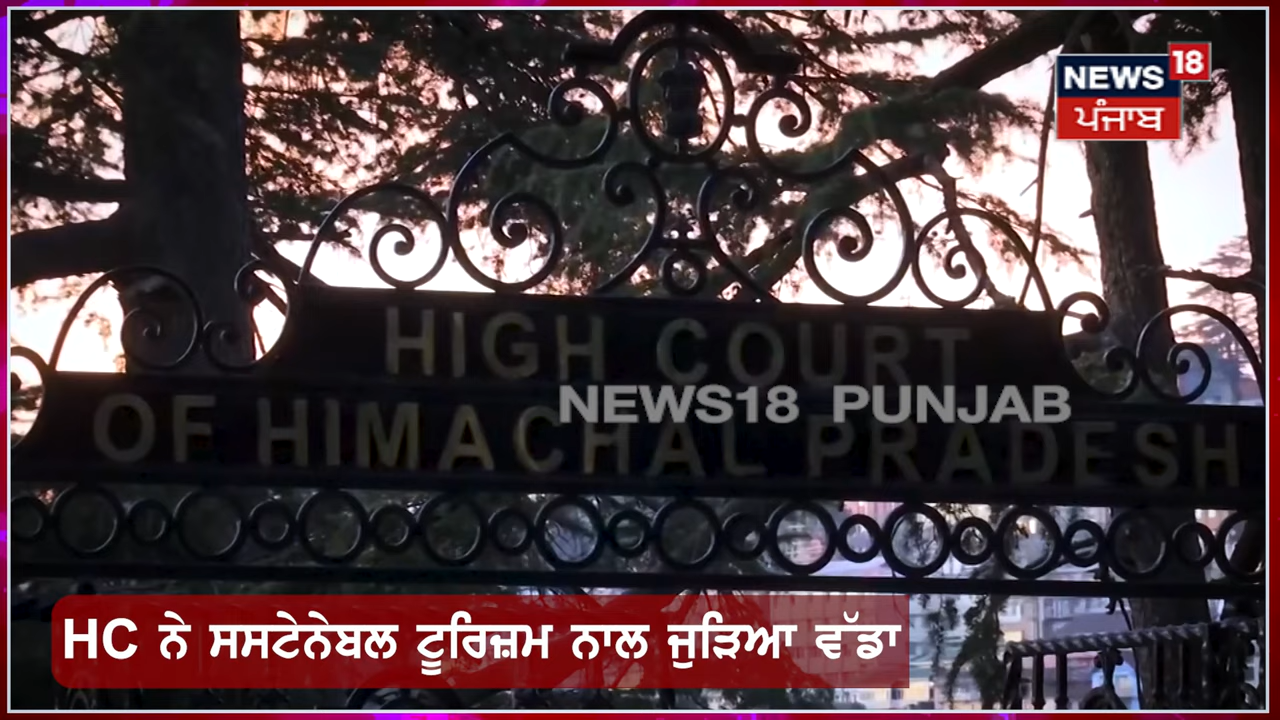 NEWS 18
ਪੰਜਾਬ
HIGH COURT
NEWS18 PUNJAB
OF HIMACHAL PRADESH
HC ਨੇ ਸਸਟੇਨੇਬਲ ਟੂਰਿਜ਼ਮ ਨਾਲ ਜੁੜਿਆ ਵੱਡਾ